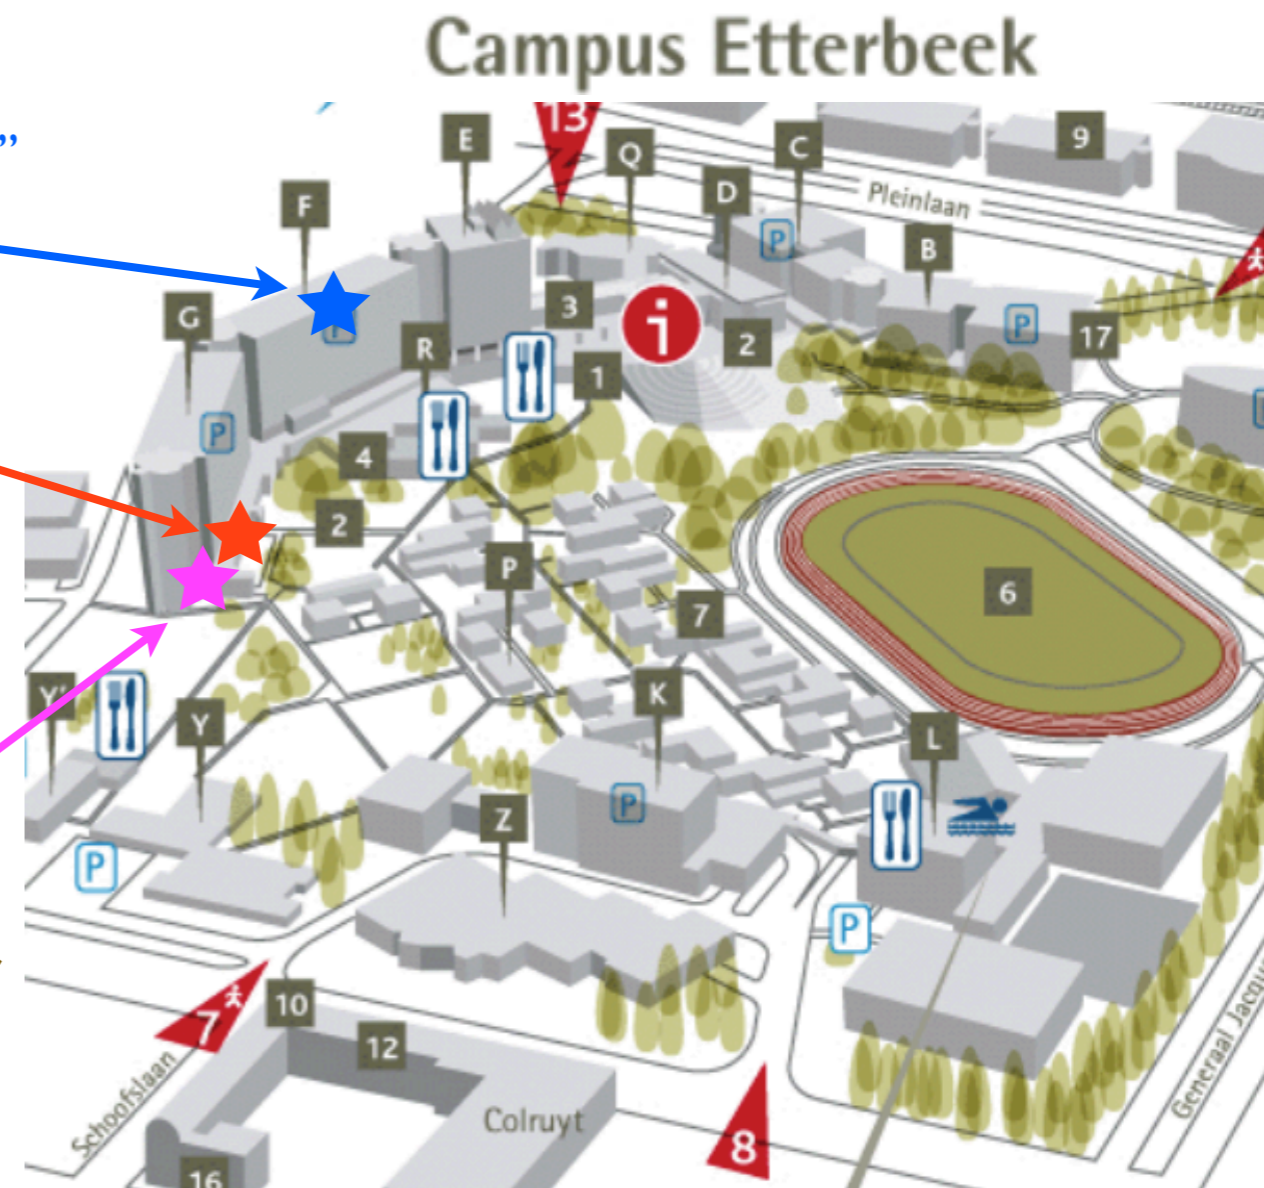 Campus Etterbeek
”
13
E
Q
C
9
F
D
Pleinlaan
P
B
G
3
i
P
P
17
R
2
1
P
4
2
P
6
7
K
Y'
Y
L
P
Z
P
P
7
10
12
Schoofslaan
Colruyt
8
16
Generaal Jacqu